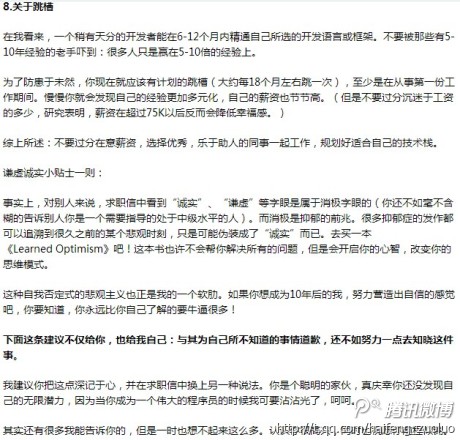 8.关于跳槽
在我看来，一个稍有天分的开发者能在6-12个月内精通自己所选的开发语言或框架。不要被那些有5-
10年经验的老手吓到：很多人只是赢在5-10倍的经验上。
为了防患于未然，你现在就应该有计划的跳槽（大约每18个月左右跳一次），至少是在从事第一份工
作期间。慢慢你就会发现自己的经验更加多元化，自己的薪资也节节高。（但是不要过分沉迷于工资
的多少，研究表明，薪资在超过75K以后反而会降低幸福感。）
综上所述：不要过分在意薪资，选择优秀，乐于助人的同事一起工作，规划好适合自己的技术栈。
谦虚诚实小贴士一则：
事实上，对别人来说，求职信中看到“诚实”、“谦虚”等字眼是属于消极字眼的（你还不如毫不含
糊的告诉别人你是一个需要指导的处于中级水平的人）。而消极是抑郁的前兆。很多抑郁症的发作都
可以追溯到很久之前的某个悲观时刻，只是可能伪装成了“诚实”而已。去买一本
《Learned Optimism》吧！这本书也许不会帮你解决所有的问题，但是会开启你的心智，改变你的
思维模式。
这种自我否定式的悲观主义也正是我的一个软肋。如果你想成为10年后的我，努力营造出自信的感觉
吧，你要知道，你永远比你自己了解的要牛逼很多！
下面这条建议不仅给你，也给我自己：与其为自己所不知道的事情道歉，还不如努力一点去知晓这件
事。
我建议你把这点深记于心，并在求职信中换上另一种说法。你是个聪明的家伙，真庆幸你还没发现自
己的无限潜力，因为当你成为一个伟大的程序员的时候我可要沾沾光了，呵呵。
腾讯微博
其实还有很多我能告诉你的，但是一时也想不起来这么多。认识
http://t.qq.com/haifengzuoluo